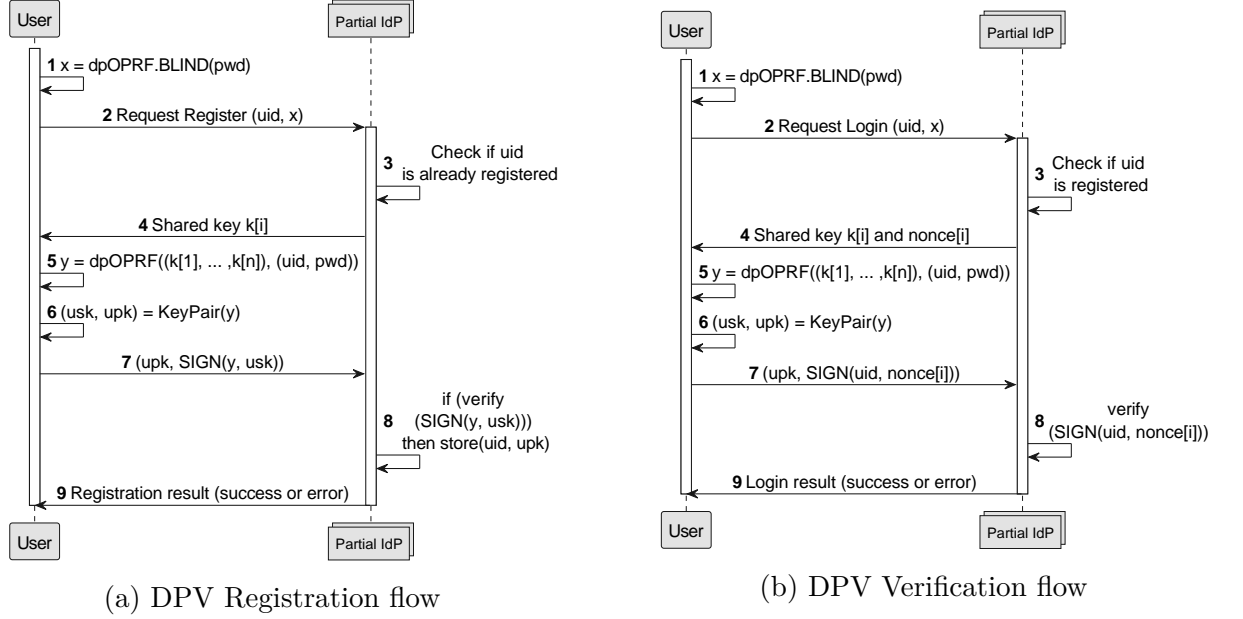 User
Partial IdP
1 x = dpOPRF.BLIND(pwd)
2 Request Register (uid, x)
3 Check if uid
is already registered
4 Shared key k[i]
5 y = dpOPRF((k[1], ... ,k[n]), (uid, pwd))
6 (usk, upk) = KeyPair(y)
7 (upk, SIGN(y, usk))
if (verify
8 (SIGN(y, usk)))
then store(uid, upk)
9 Registration result (success or error)
User
Partial IdP
(a) DPV Registration flow
User
Partial IdP
1 x = dpOPRF.BLIND(pwd)
2 Request Login (uid, x)
3 Check if uid
is registered
4 Shared key k[i] and nonce[i]
5 y = dpOPRF((k[1], ... ,k[n]), (uid, pwd))
6 (usk, upk) = KeyPair(y)
7 (upk, SIGN(uid, nonce[i]))
8 verify
(SIGN(uid, nonce[i]))
9 Login result (success or error)
User
Partial IdP
(b) DPV Verification flow